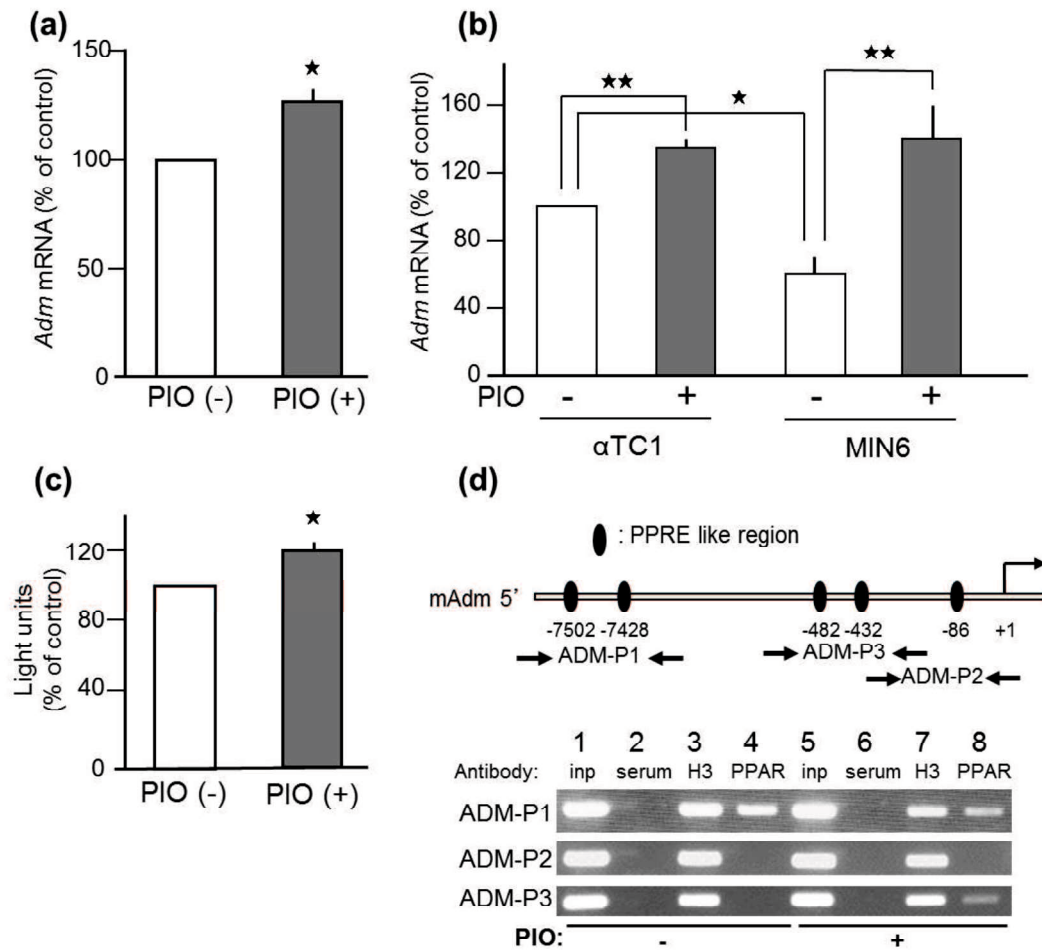 (a)
150
100
50
0
Adm mRNA (% of control)
★
PIO (-) PIO (+)
(b)
160
120
80
40
0
Adm mRNA (% of control)
★★
★
★★
PIO - + - +
αTC1 MIN6
(c)
120
80
40
0
Light units
(% of control)
★
PIO (-) PIO (+)
(d)
: PPRE like region
mAdm 5’
-7502 -7428 -482 -432 -86 +1
ADM-P1 ADM-P3
ADM-P2
1 2 3 4 5 6 7 8
Antibody: inp serum H3 PPAR inp serum H3 PPAR
ADM-P1
ADM-P2
ADM-P3
PIO: - +